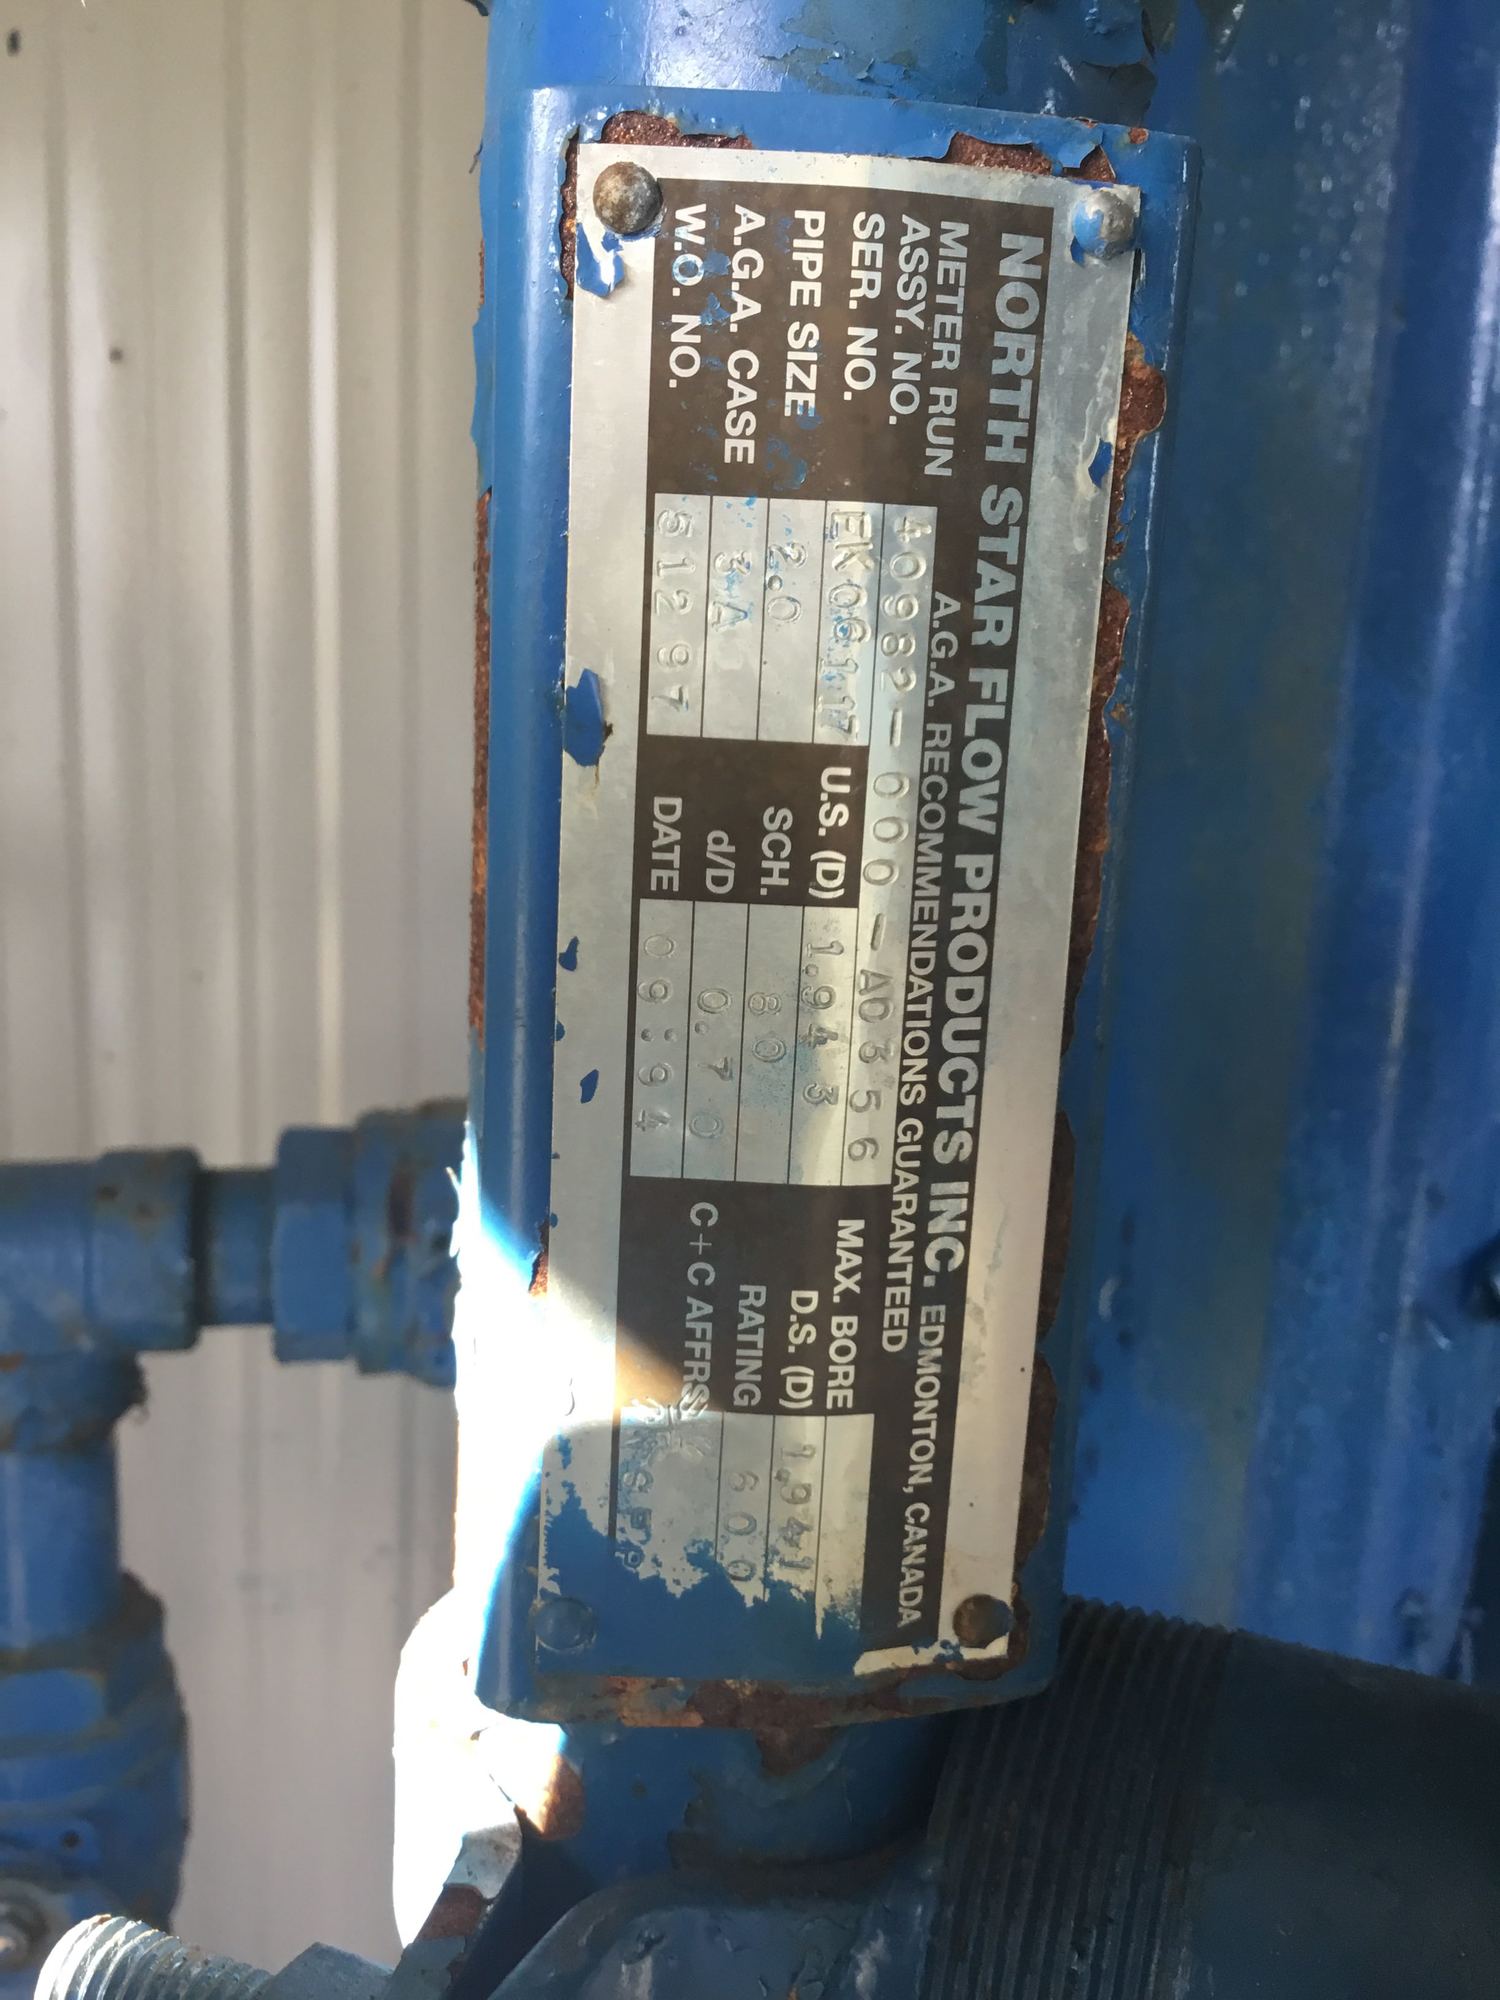 NORTH STAR FLOW PRODUCTS INC. EDMONTON, CANADA
A.G.A. RECOMMENDATIONS GUARANTEED
METER RUN
ASSY. NO. 40982-000-A0356 MAX. BORE
SER. NO. EK06117 U.S. (D) 1.943 D.S. (D) 1.941
PIPE SIZE 2.0 SCH. 80 RATING 600
A.G.A. CASE 3A d/D 0.70 C+C AFFRS
W.O. NO. 51297 DATE 09:94